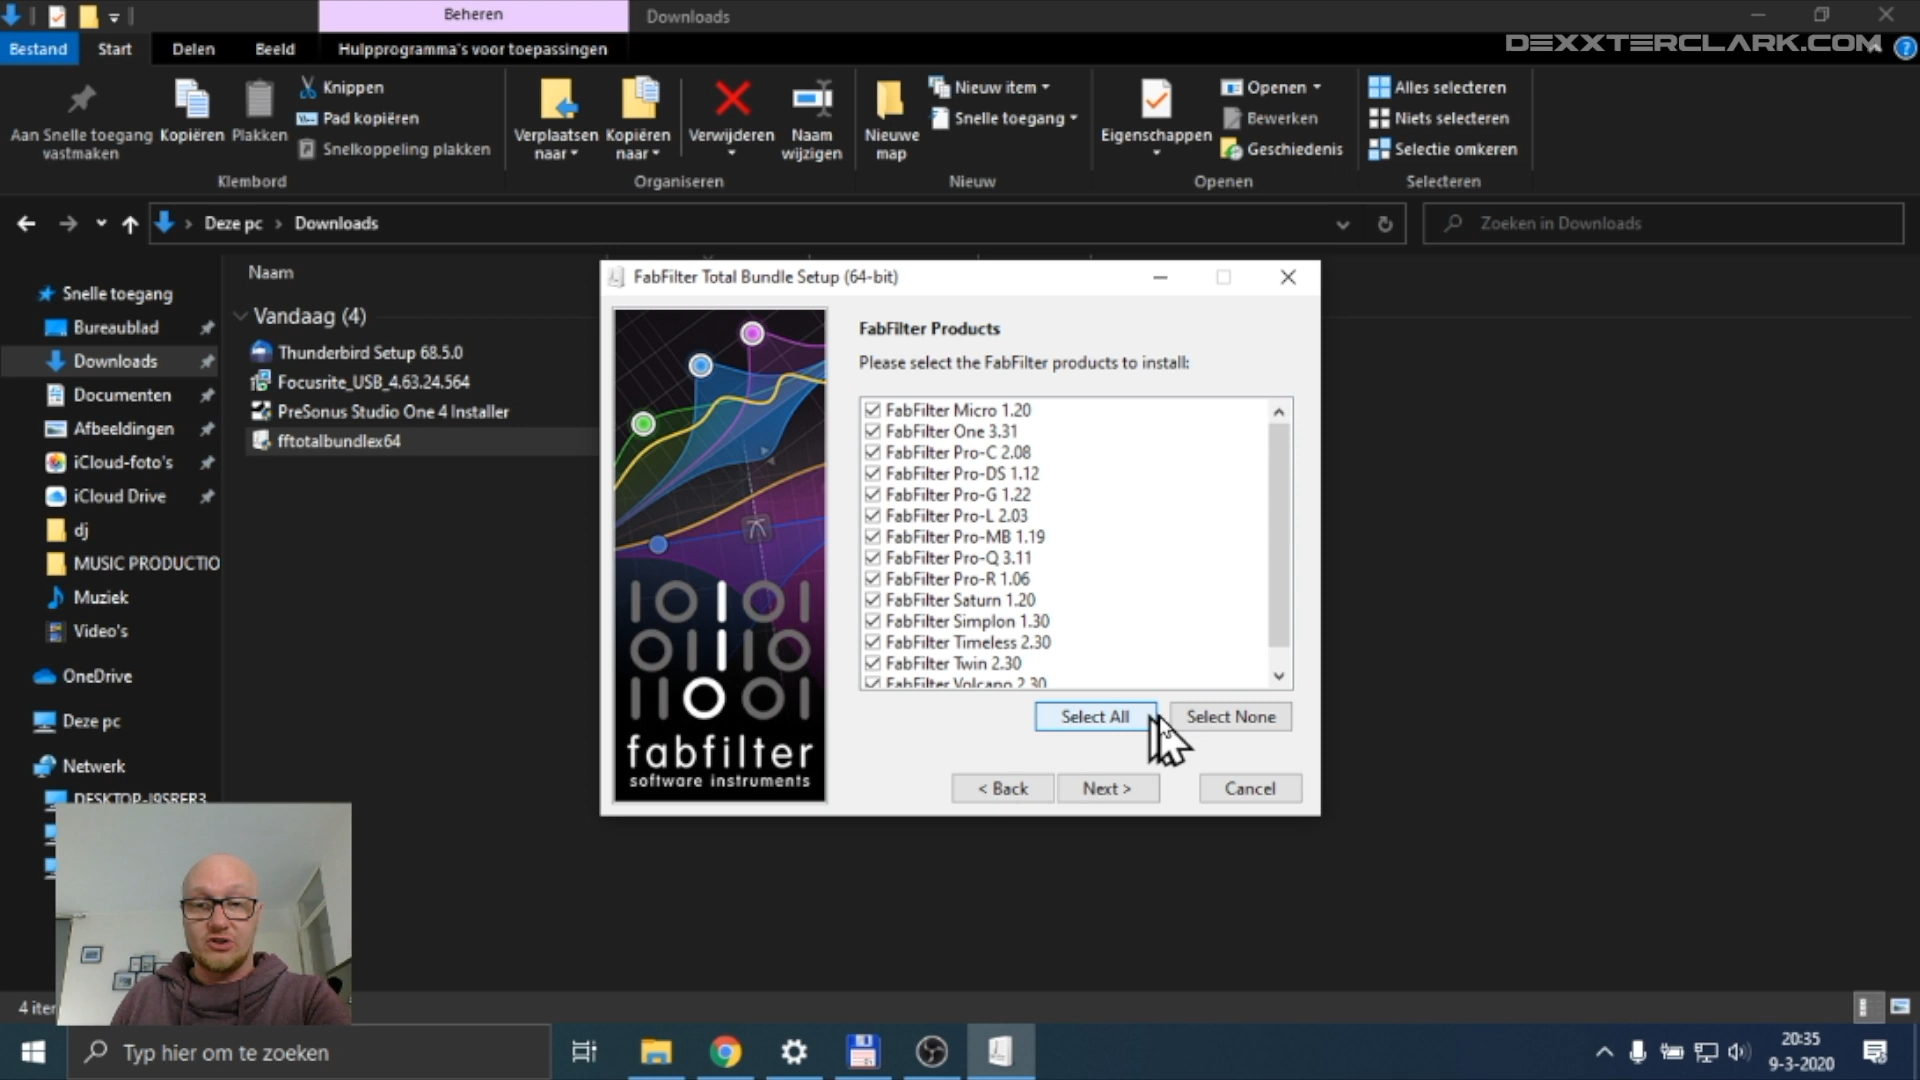 Beheren
Downloads
Bestand
Start
Delen
Beeld
Hulpprogramma's voor toepassingen
DEXXTERCLARK.COM
Aan Snelle toegang
vastmaken
Kopiëren
Plakken
Knippen
Pad kopiëren
Snelkoppeling plakken
Klembord
Verplaatsen
naar
Kopiëren
naar
Verwijderen
Naam
wijzigen
Organiseren
Nieuwe
map
Nieuw item
Snelle toegang
Nieuw
Eigenschappen
Openen
Bewerken
Geschiedenis
Openen
Alles selecteren
Niets selecteren
Selectie omkeren
Selecteren
Deze pc > Downloads
Zoeken in Downloads
Snelle toegang
Bureaublad
Downloads
Documenten
Afbeeldingen
iCloud-foto's
iCloud Drive
dj
MUSIC PRODUCTIO
Muziek
Video's
OneDrive
Deze pc
Netwerk
Naam
Vandaag (4)
Thunderbird Setup 68.5.0
Focusrite_USB_4.63.24.564
PreSonus Studio One 4 Installer
fftotalbundlex64
FabFilter Total Bundle Setup (64-bit)
fabfilter
software instruments
FabFilter Products
Please select the FabFilter products to install:
FabFilter Micro 1.20
FabFilter One 3.31
FabFilter Pro-C 2.08
FabFilter Pro-DS 1.12
FabFilter Pro-G 1.22
FabFilter Pro-L 2.03
FabFilter Pro-MB 1.19
FabFilter Pro-Q 3.11
FabFilter Pro-R 1.06
FabFilter Saturn 1.20
FabFilter Simplon 1.30
FabFilter Timeless 2.30
FabFilter Twin 2.30
FabFilter Volcano 2.30
Select All
Select None
< Back
Next >
Cancel
4 iter
Typ hier om te zoeken
20:35
9-3-2020